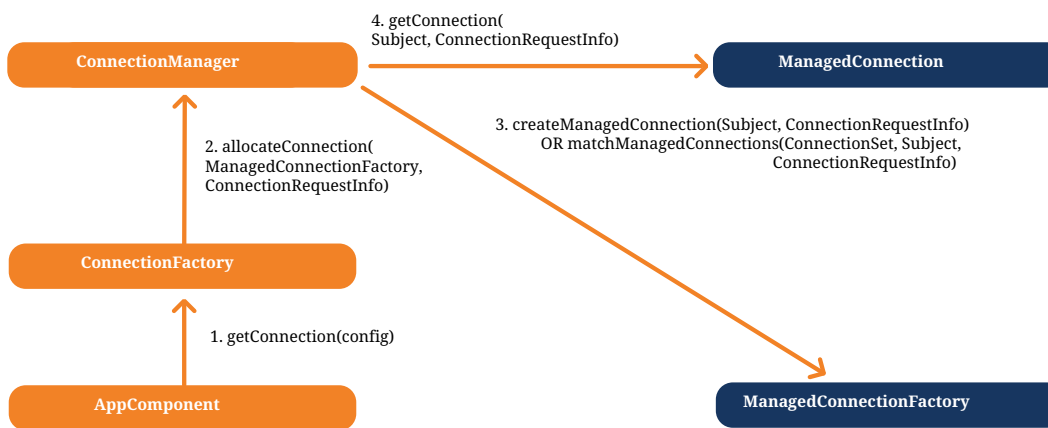 4. getConnection(
Subject, ConnectionRequestInfo)
ConnectionManager
ManagedConnection
3. createManagedConnection(Subject, ConnectionRequestInfo)
OR matchManagedConnections(ConnectionSet, Subject,
ConnectionRequestInfo)
2. allocateConnection(
ManagedConnectionFactory,
ConnectionRequestInfo)
ConnectionFactory
1. getConnection(config)
AppComponent
ManagedConnectionFactory